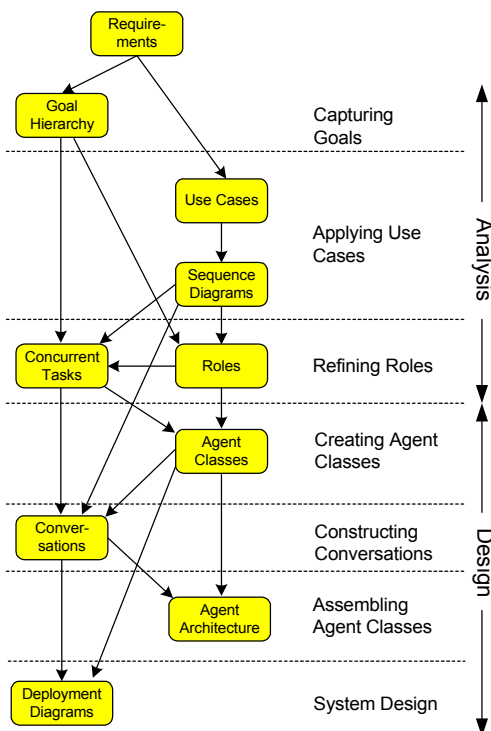 Require-
ments
Goal
Hierarchy
Capturing
Goals
Use Cases
Applying Use
Cases
Analysis
Sequence
Diagrams
Concurrent
Tasks
Roles
Refining Roles
Agent
Classes
Creating Agent
Classes
Conver-
sations
Constructing
Conversations
Design
Agent
Architecture
Assembling
Agent Classes
Deployment
Diagrams
System Design